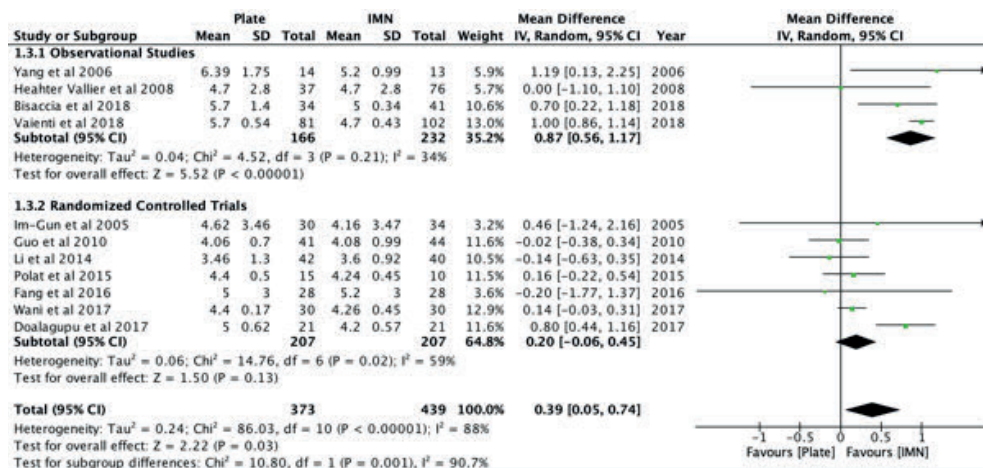 Plate IMN Mean Difference Mean Difference
Study or Subgroup Mean SD Total Mean SD Total Weight IV, Random, 95% CI Year IV, Random, 95% CI
1.3.1 Observational Studies
Yang et al 2006 6.39 1.75 14 5.2 0.99 13 5.9% 1.19 [0.13, 2.25] 2006
Heahter Vallier et al 2008 4.7 2.8 37 4.7 2.8 76 5.6% 0.00 [-1.10, 1.10] 2008
Bisaccia et al 2018 5.7 1.4 34 5 0.34 41 10.6% 0.70 [0.22, 1.18] 2018
Vaienti et al 2018 5.7 0.54 81 4.7 0.43 102 13.0% 1.00 [0.86, 1.14] 2018
Subtotal (95% CI) 166 232 35.2% 0.87 [0.56, 1.17]
Heterogeneity: Tau² = 0.04; Chi² = 4.52, df = 3 (P = 0.21); I² = 34%
Test for overall effect: Z = 5.52 (P < 0.00001)
1.3.2 Randomized Controlled Trials
Im-Gun et al 2005 4.62 3.46 30 4.16 3.47 34 3.2% 0.46 [-1.24, 2.16] 2005
Guo et al 2010 4.06 0.7 41 4.08 0.99 44 11.6% -0.02 [-0.38, 0.34] 2010
Li et al 2014 3.46 1.3 42 3.6 0.92 40 10.6% -0.14 [-0.63, 0.35] 2014
Polat et al 2015 4.4 0.5 15 4.24 0.45 10 11.5% 0.16 [-0.22, 0.54] 2015
Fang et al 2016 5 3 28 5.2 3 28 3.6% -0.20 [-1.77, 1.37] 2016
Wani et al 2017 4.4 0.17 30 4.26 0.45 30 12.9% 0.14 [-0.03, 0.31] 2017
Doalagupu et al 2017 5 0.62 21 4.2 0.57 21 11.6% 0.80 [0.44, 1.16] 2017
Subtotal (95% CI) 207 207 64.8% 0.20 [-0.06, 0.45]
Heterogeneity: Tau² = 0.06; Chi² = 14.76, df = 6 (P = 0.02); I² = 59%
Test for overall effect: Z = 1.50 (P = 0.13)
Total (95% CI) 373 439 100.0% 0.39 [0.05, 0.74]
Heterogeneity: Tau² = 0.24; Chi² = 86.03, df = 10 (P < 0.00001); I² = 88%
Test for overall effect: Z = 2.22 (P = 0.03)
Test for subgroup differences: Chi² = 10.80, df = 1 (P = 0.001), I² = 90.7%
-1 -0.5 0 0.5 1
Favours [Plate] Favours [IMN]